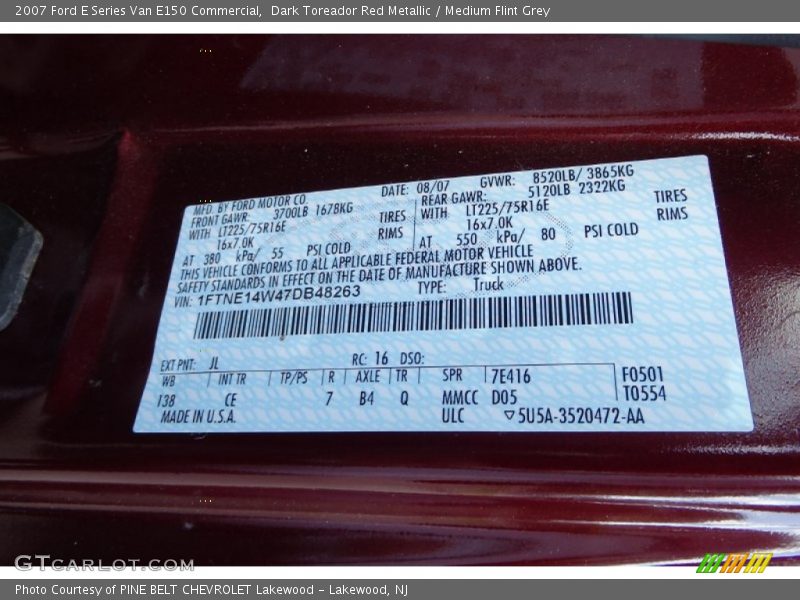 2007 Ford E Series Van E150 Commercial, Dark Toreador Red Metallic / Medium Flint Grey
MFD. BY FORD MOTOR CO. DATE: 08/07 GVWR: 8520LB/ 3865KG
FRONT GAWR: 3700LB 1678KG REAR GAWR: 5120LB 2322KG
WITH LT225/75R16E TIRES WITH LT225/75R16E TIRES
16x7.0K RIMS 16x7.0K RIMS
AT 380 kPa/ 55 PSI COLD AT 550 kPa/ 80 PSI COLD
THIS VEHICLE CONFORMS TO ALL APPLICABLE FEDERAL MOTOR VEHICLE
SAFETY STANDARDS IN EFFECT ON THE DATE OF MANUFACTURE SHOWN ABOVE.
VIN: 1FTNE14W47DB48263 TYPE: Truck
EXT PNT: JL RC: 16 DSO:
WB INT TR TP/PS R AXLE TR SPR 7E416 F0501
138 CE 7 B4 Q MMCC D05 T0554
MADE IN U.S.A. ULC ▽5U5A-3520472-AA
GTCARLOT.COM
Photo Courtesy of PINE BELT CHEVROLET Lakewood - Lakewood, NJ